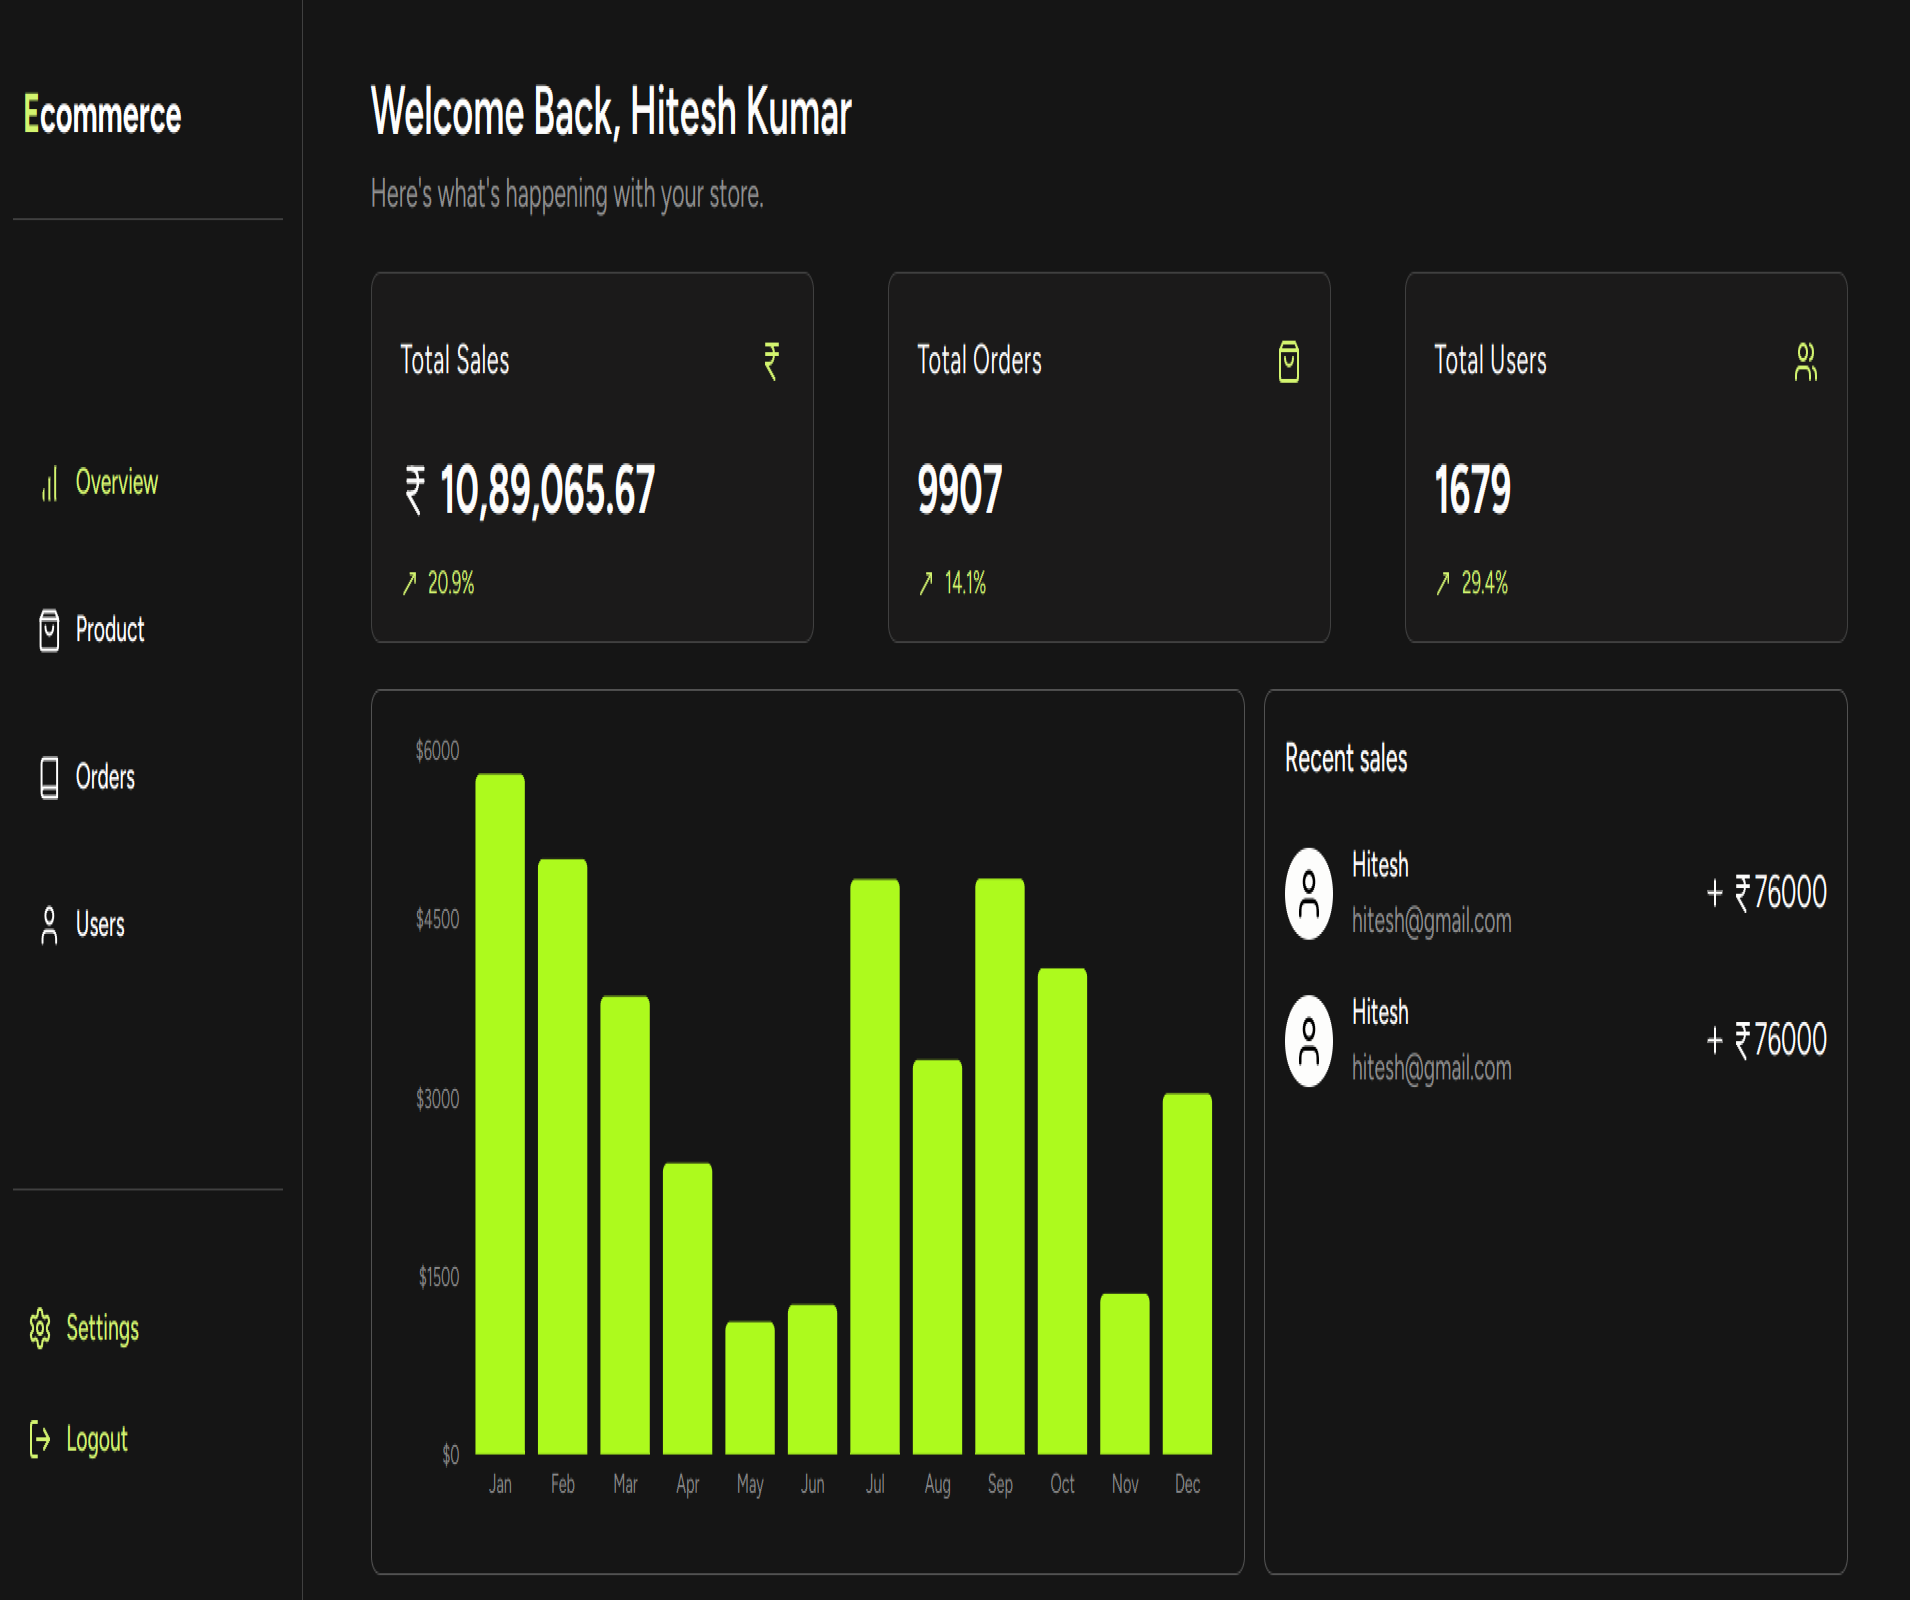 Ecommerce
Overview
Product
Orders
Users
Settings
Logout
Welcome Back, Hitesh Kumar
Here's what's happening with your store.
Total Sales
₹ 10,89,065.67
20.9%
Total Orders
9907
14.1%
Total Users
1679
29.4%
$6000
$4500
$3000
$1500
$0
Jan Feb Mar Apr May Jun Jul Aug Sep Oct Nov Dec
Recent sales
Hitesh
hitesh@gmail.com
+ ₹76000
Hitesh
hitesh@gmail.com
+ ₹76000